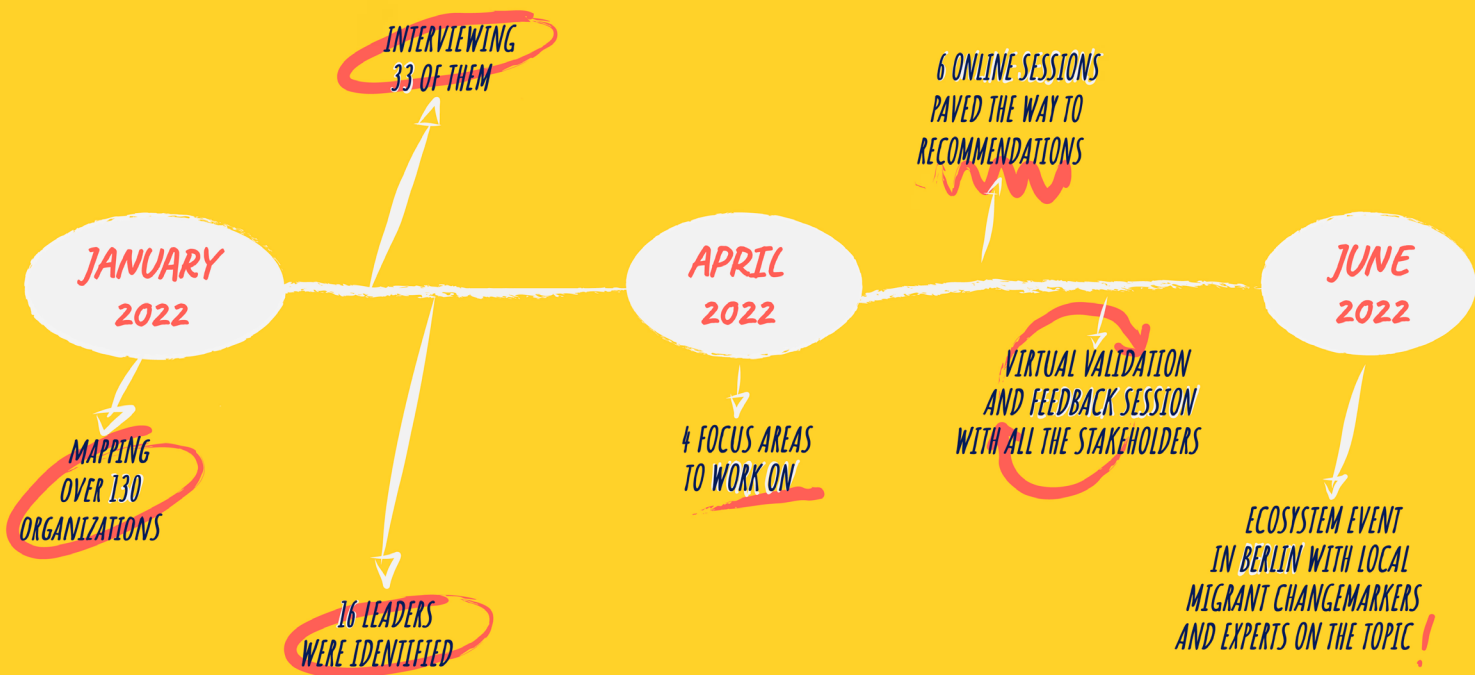 INTERVIEWING
33 OF THEM
6 ONLINE SESSIONS
PAVED THE WAY TO
RECOMMENDATIONS
JANUARY
2022
APRIL
2022
JUNE
2022
MAPPING
OVER 130
ORGANIZATIONS
16 LEADERS
WERE IDENTIFIED
4 FOCUS AREAS
TO WORK ON
VIRTUAL VALIDATION
AND FEEDBACK SESSION
WITH ALL THE STAKEHOLDERS
ECOSYSTEM EVENT
IN BERLIN WITH LOCAL
MIGRANT CHANGEMARKERS
AND EXPERTS ON THE TOPIC !